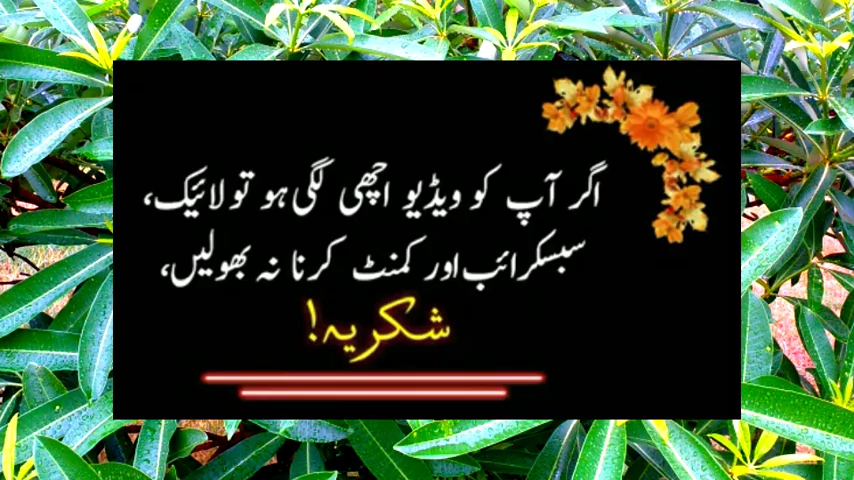 اگر آپ کو ویڈیو اچھی لگی ہو تو لائیک،
سبسکرائب اور کمنٹ کرنا نہ بھولیں،
شکریہ!